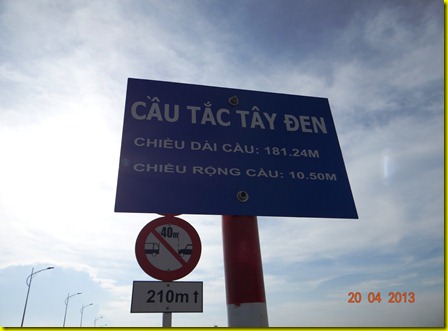 CẦU TẮC TÂY ĐEN
CHIỀU DÀI CẦU: 181.24M
CHIỀU RỘNG CẦU: 10.50M
40m
210m↑
20 04 2013